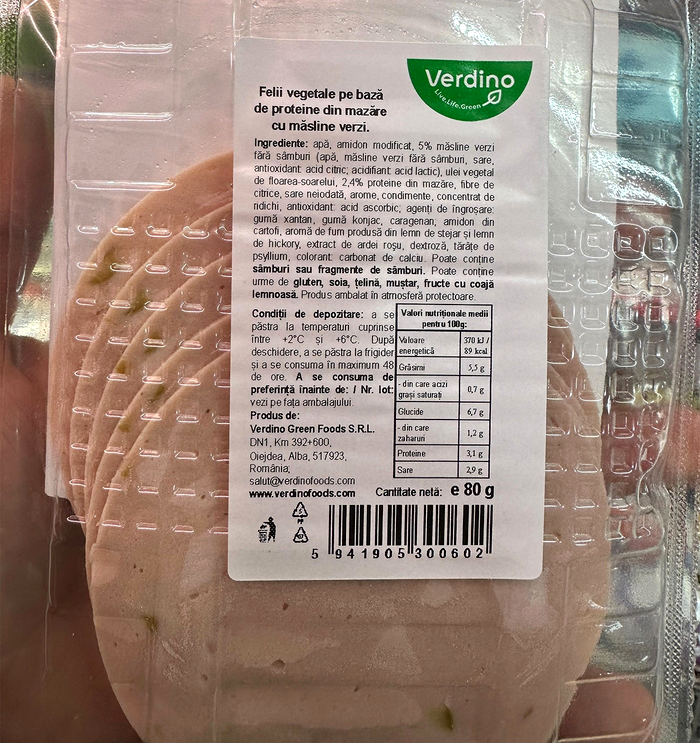 Verdino
Live.Life.Green
Felii vegetale pe bază
de proteine din mazăre
cu măsline verzi.
Ingrediente: apă, amidon modificat, 5% măsline verzi
fără sâmburi (apă, măsline verzi fără sâmburi, sare,
antioxidant: acid citric; acidifiant: acid lactic), ulei vegetal
de floarea-soarelui, 2,4% proteine din mazăre, fibre de
citrice, sare neiodată, arome, condimente, concentrat de
ridichi, antioxidant: acid ascorbic; agenți de îngroșare:
gumă xantan, gumă konjac, caragenan; amidon din
cartofi, aromă de fum produsă din lemn de stejar și lemn
de hickory, extract de ardei roșu, dextroză, tărâțe de
psyllium, colorant: carbonat de calciu. Poate conține
sâmburi sau fragmente de sâmburi. Poate conține
urme de gluten, soia, țelină, muștar, fructe cu coajă
lemnoasă. Produs ambalat în atmosferă protectoare.
Condiții de depozitare: a se
păstra la temperaturi cuprinse
între +2°C și +6°C. După
deschidere, a se păstra la frigider
și a se consuma în maximum 48
de ore. A se consuma de
preferință înainte de: / Nr. lot:
vezi pe fața ambalajului.
Produs de:
Verdino Green Foods S.R.L.
DN1, Km 392+600,
Oiejdea, Alba, 517923,
România;
salut@verdinofoods.com
www.verdinofoods.com
Valori nutriționale medii
pentru 100g:
Valoare energetică 370 kJ / 89 kcal
Grăsimi 5,5 g
- din care acizi grași saturați 0,7 g
Glucide 6,7 g
- din care zaharuri 1,2 g
Proteine 3,1 g
Sare 2,9 g
Cantitate netă: e 80 g
PP
5 941905 300602